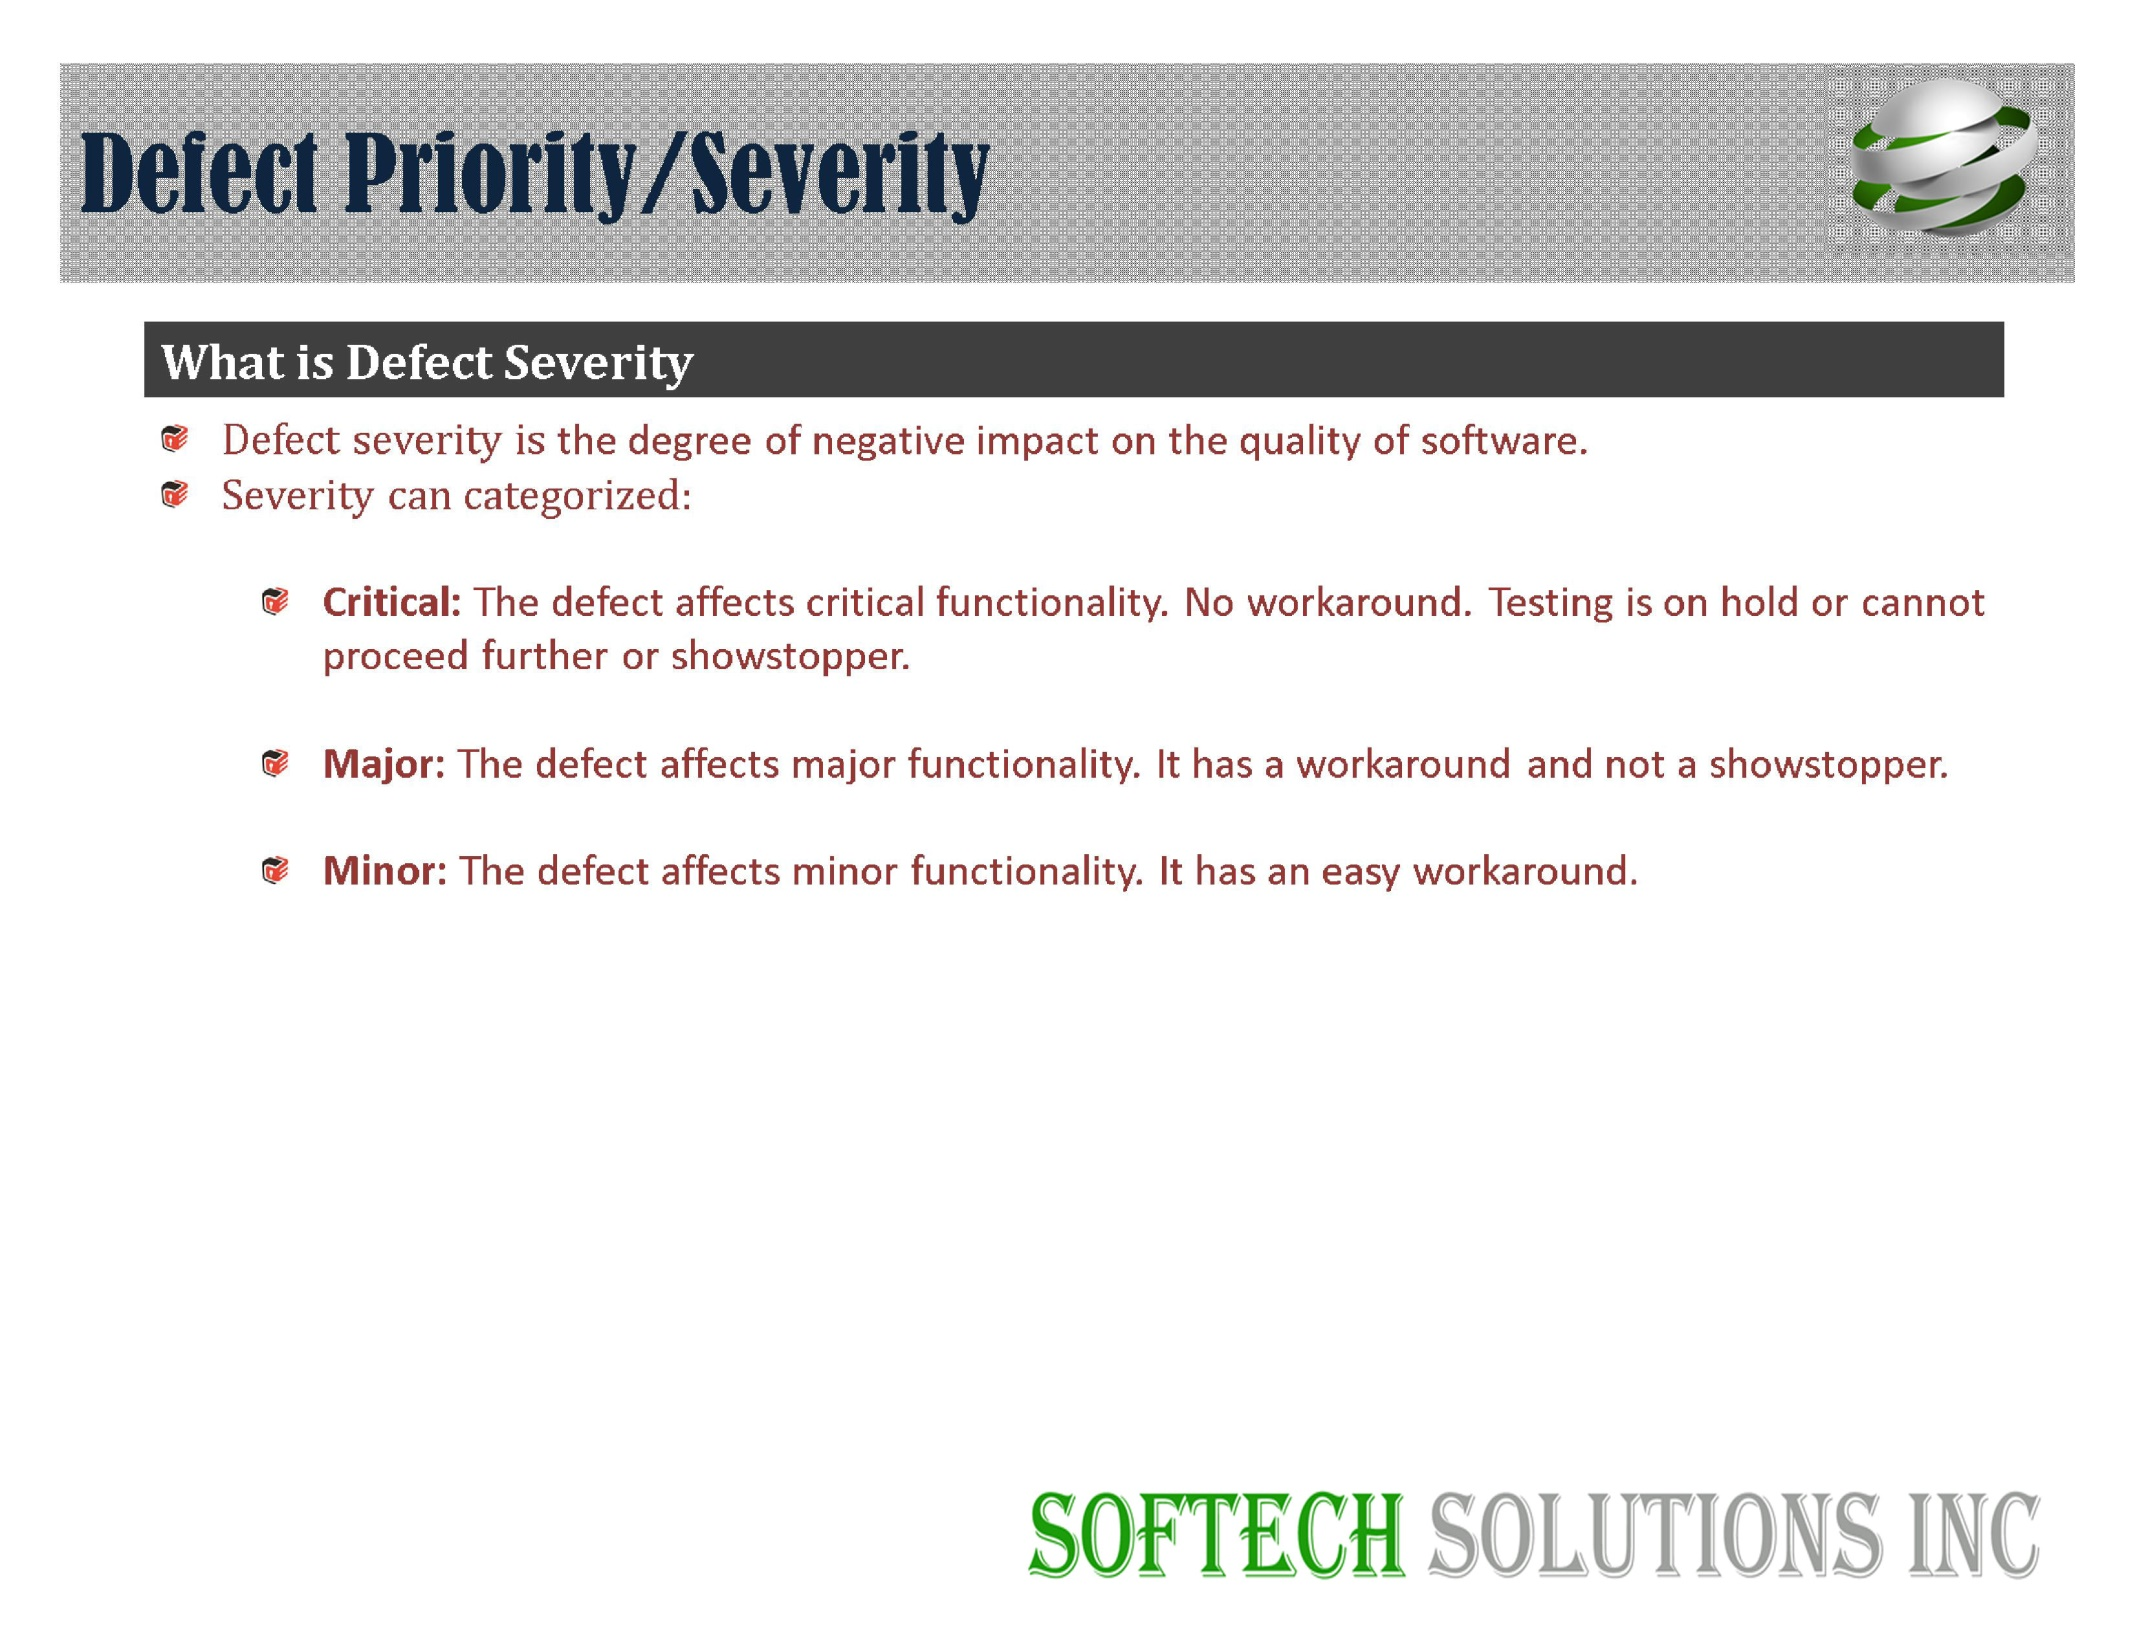 Defect Priority/Severity
What is Defect Severity
Defect severity is the degree of negative impact on the quality of software.
Severity can categorized:
Critical: The defect affects critical functionality. No workaround. Testing is on hold or cannot
proceed further or showstopper.
Major: The defect affects major functionality. It has a workaround and not a showstopper.
Minor: The defect affects minor functionality. It has an easy workaround.
SOFTECH SOLUTIONS INC